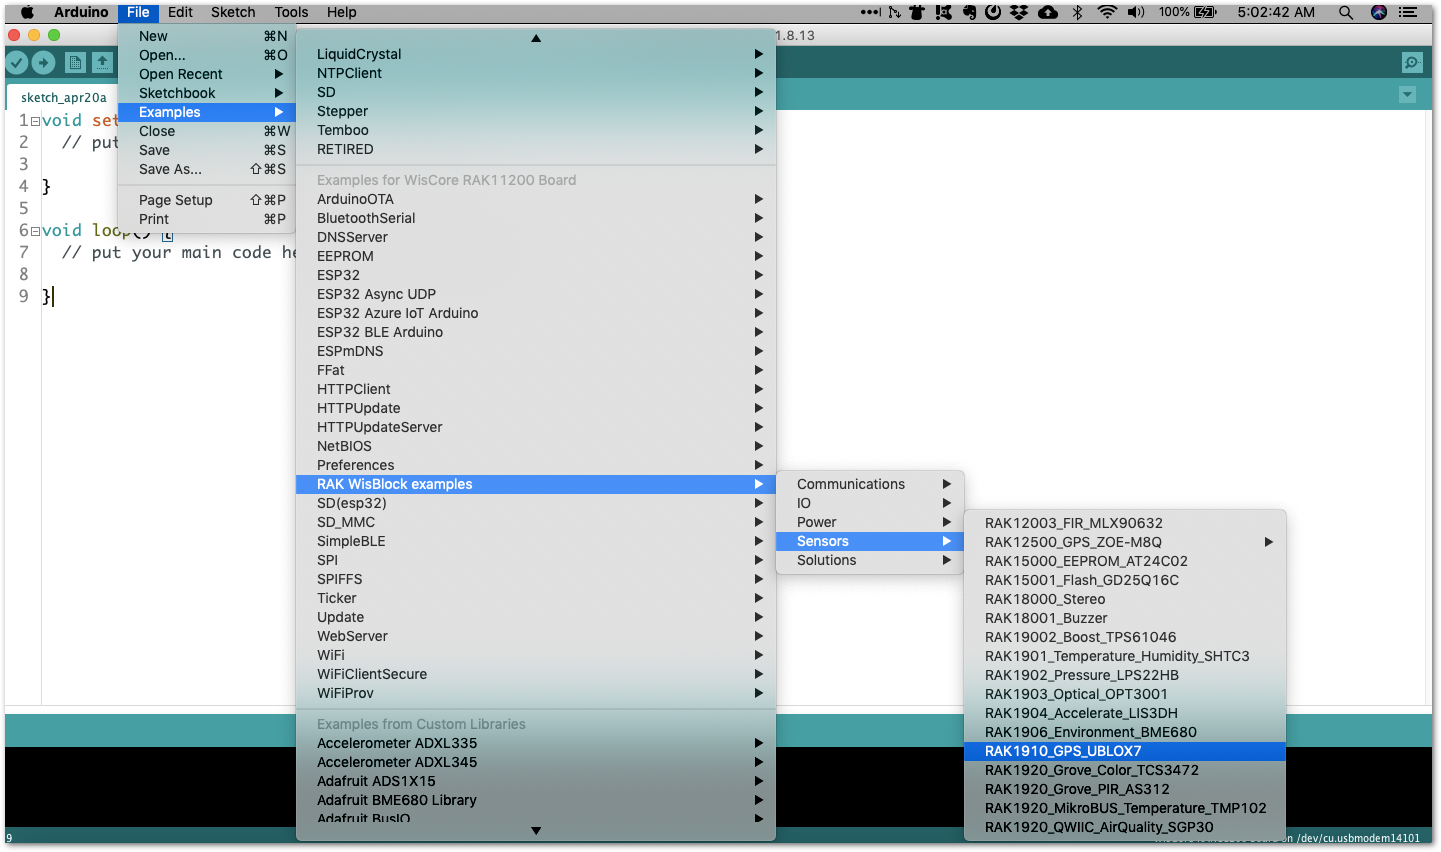 Arduino File Edit Sketch Tools Help 100% 5:02:42 AM
1.8.13
New ⌘N
Open... ⌘O
Open Recent
Sketchbook
Examples
Close ⌘W
Save ⌘S
Save As... ⇧⌘S
Page Setup ⇧⌘P
Print ⌘P
sketch_apr20a
1 void set
2 // put
3
4 }
5
6 void loop() {
7 // put your main code he
8
9 }
LiquidCrystal
NTPClient
SD
Stepper
Temboo
RETIRED
Examples for WisCore RAK11200 Board
ArduinoOTA
BluetoothSerial
DNSServer
EEPROM
ESP32
ESP32 Async UDP
ESP32 Azure IoT Arduino
ESP32 BLE Arduino
ESPmDNS
FFat
HTTPClient
HTTPUpdate
HTTPUpdateServer
NetBIOS
Preferences
RAK WisBlock examples
SD(esp32)
SD_MMC
SimpleBLE
SPI
SPIFFS
Ticker
Update
WebServer
WiFi
WiFiClientSecure
WiFiProv
Examples from Custom Libraries
Accelerometer ADXL335
Accelerometer ADXL345
Adafruit ADS1X15
Adafruit BME680 Library
Adafruit BusIO
Communications
IO
Power
Sensors
Solutions
RAK12003_FIR_MLX90632
RAK12500_GPS_ZOE-M8Q
RAK15000_EEPROM_AT24C02
RAK15001_Flash_GD25Q16C
RAK18000_Stereo
RAK18001_Buzzer
RAK19002_Boost_TPS61046
RAK1901_Temperature_Humidity_SHTC3
RAK1902_Pressure_LPS22HB
RAK1903_Optical_OPT3001
RAK1904_Accelerate_LIS3DH
RAK1906_Environment_BME680
RAK1910_GPS_UBLOX7
RAK1920_Grove_Color_TCS3472
RAK1920_Grove_PIR_AS312
RAK1920_MikroBUS_Temperature_TMP102
RAK1920_QWIIC_AirQuality_SGP30
9 on /dev/cu.usbmodem14101